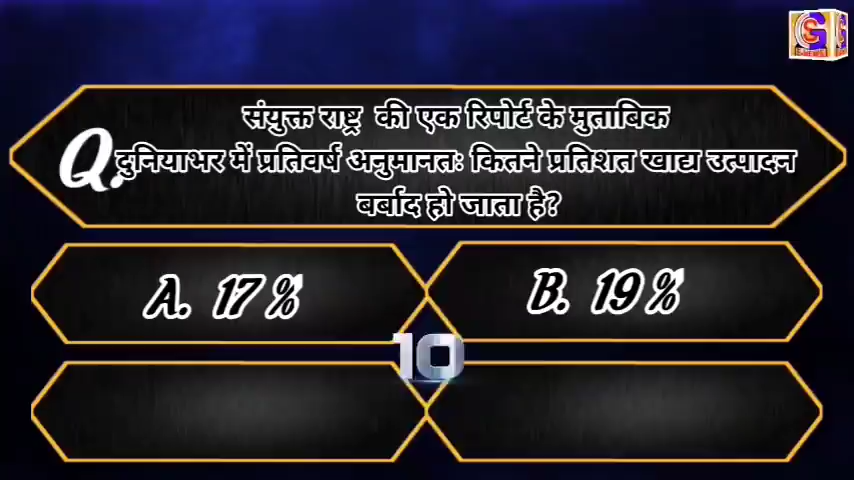 संयुक्त राष्ट्र की एक रिपोर्ट के मुताबिक
Q. दुनियाभर में प्रतिवर्ष अनुमानतः कितने प्रतिशत खाद्य उत्पादन
बर्बाद हो जाता है?
A. 17%
B. 19%
10